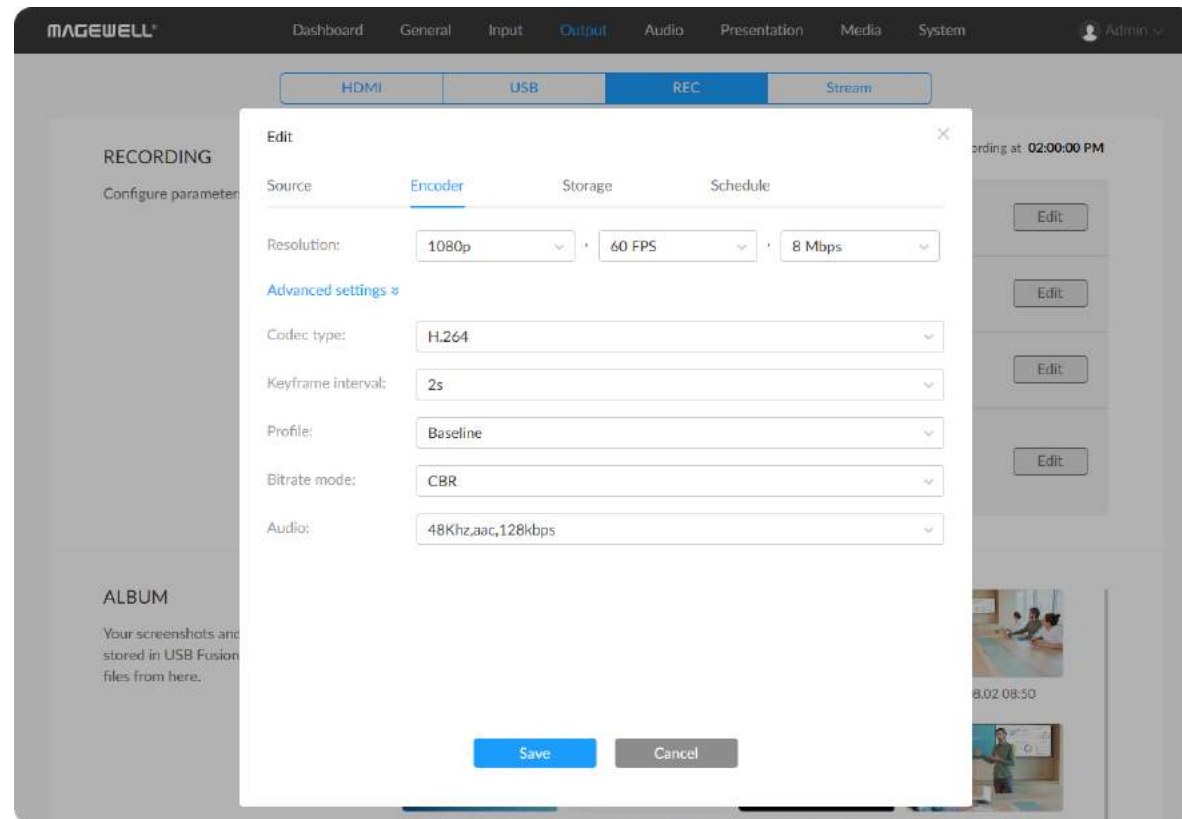 MAGEWELL®
Dashboard General Input Output Audio Presentation Media System Admin
HDMI USB REC Stream
RECORDING
Configure parameter
ording at 02:00:00 PM
Edit
Edit
Edit
Edit
Edit
Source Encoder Storage Schedule
Resolution: 1080p , 60 FPS , 8 Mbps
Advanced settings
Codec type: H.264
Keyframe interval: 2s
Profile: Baseline
Bitrate mode: CBR
Audio: 48Khz,aac,128kbps
Save Cancel
ALBUM
Your screenshots and
stored in USB Fusion
files from here.
8.02 08:50